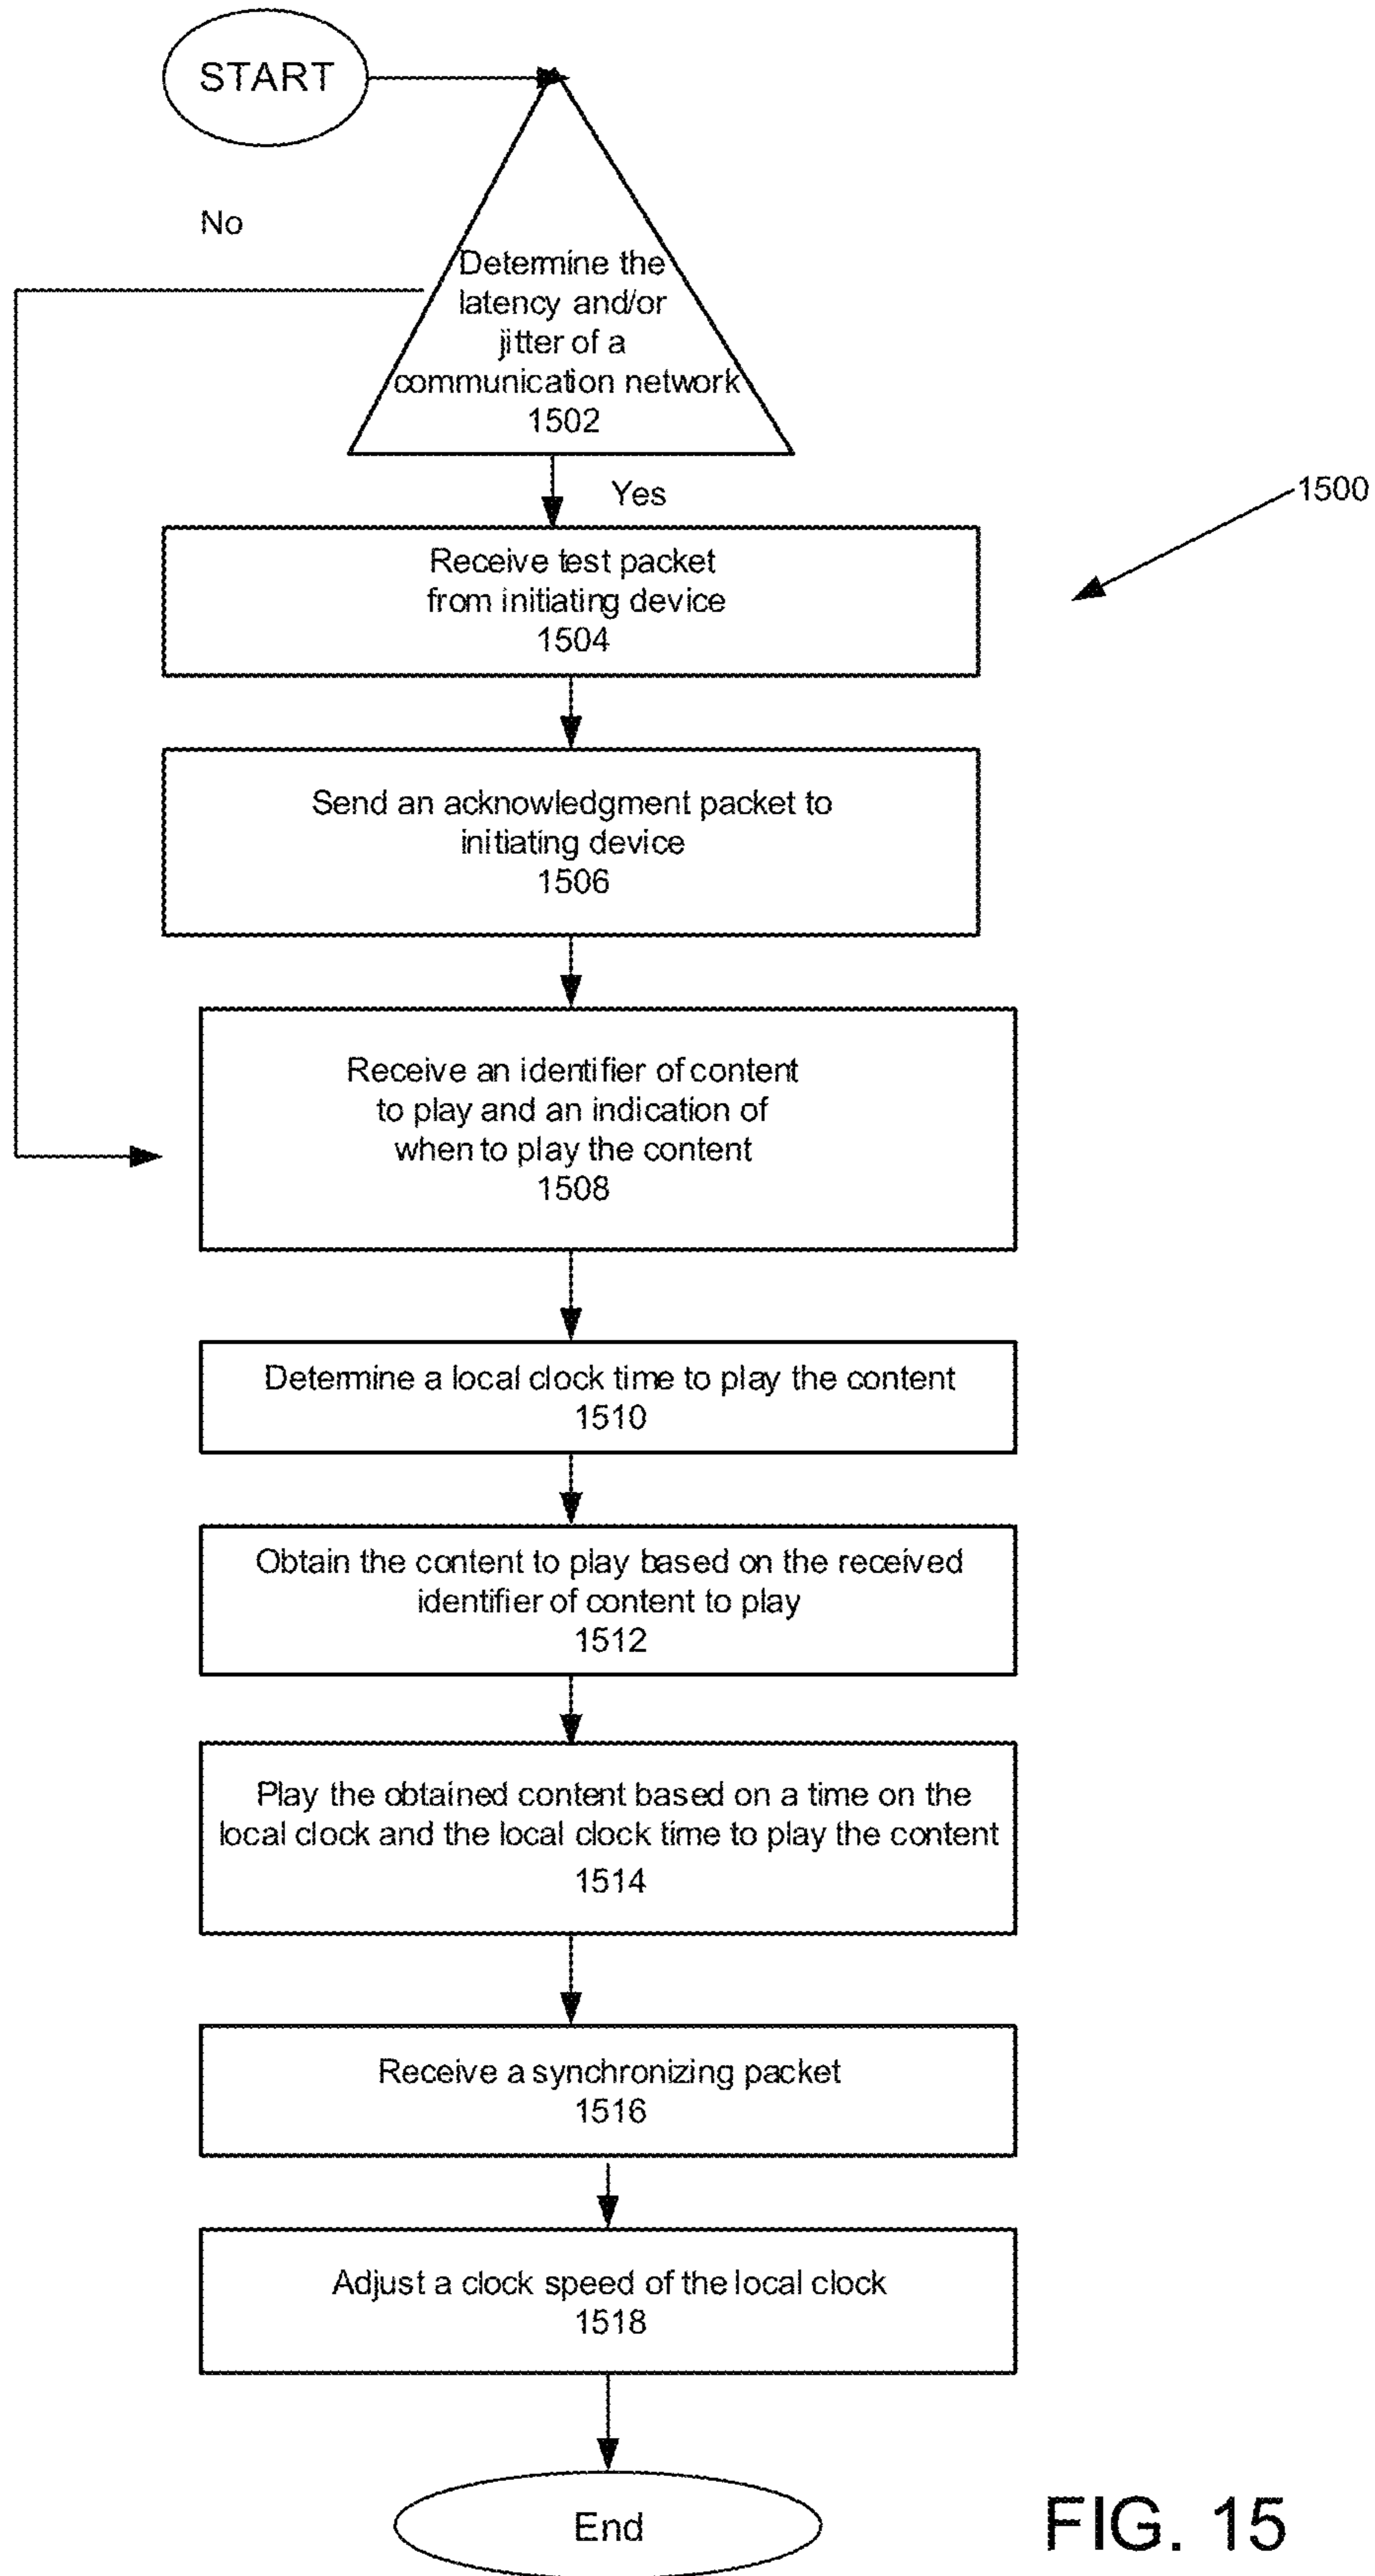 START
No
Determine the
latency and/or
jitter of a
communication network
1502
Yes
1500
Receive test packet
from initiating device
1504
Send an acknowledgment packet to
initiating device
1506
Receive an identifier of content
to play and an indication of
when to play the content
1508
Determine a local clock time to play the content
1510
Obtain the content to play based on the received
identifier of content to play
1512
Play the obtained content based on a time on the
local clock and the local clock time to play the content
1514
Receive a synchronizing packet
1516
Adjust a clock speed of the local clock
1518
End
FIG. 15